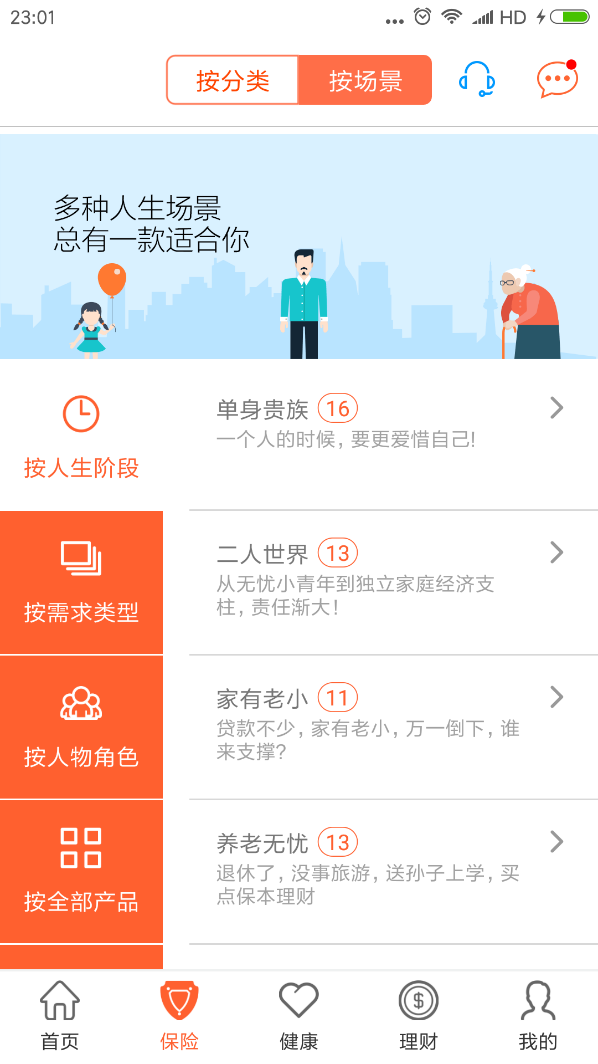 23:01
HD
按分类
按场景
多种人生场景
总有一款适合你
按人生阶段
单身贵族 16
一个人的时候, 要更爱惜自己!
按需求类型
二人世界 13
从无忧小青年到独立家庭经济支
柱, 责任渐大!
按人物角色
家有老小 11
贷款不少, 家有老小, 万一倒下, 谁
来支撑?
按全部产品
养老无忧 13
退休了, 没事旅游, 送孙子上学, 买
点保本理财
首页
保险
健康
理财
我的